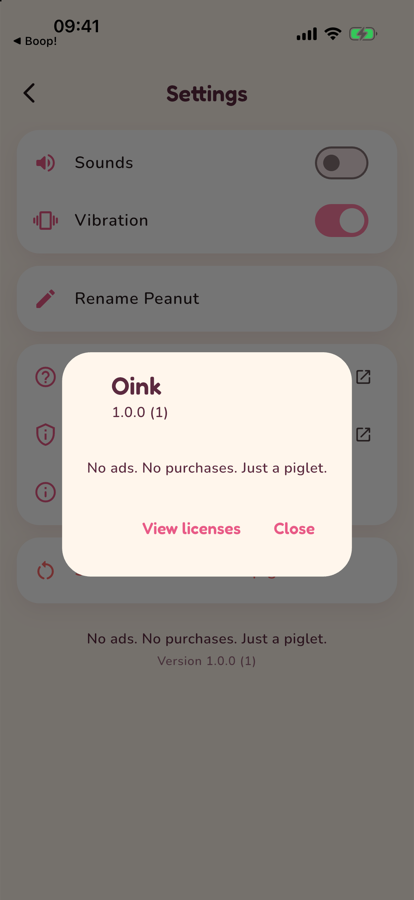 09:41
◀ Boop!
Settings
Sounds
Vibration
Rename Peanut
Oink
1.0.0 (1)
No ads. No purchases. Just a piglet.
View licenses
Close
No ads. No purchases. Just a piglet.
Version 1.0.0 (1)